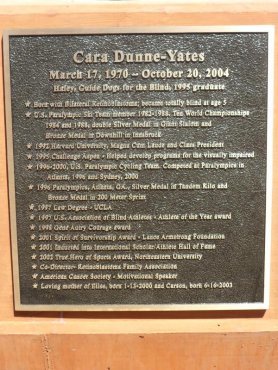 Cara Dunne-Yates
March 17, 1970 – October 20, 2004
Haley, Guide Dogs for the Blind, 1995 graduate
★ Born with Bilateral Retinoblastoma; became totally blind at age 5
★ U.S. Paralympic Ski Team member 1982-1988. Ten World Championships
1984 and 1988, double Silver Medal in Giant Slalom and
Bronze Medal in Downhill in Innsbruck
★ 1992 Harvard University, Magna Cum Laude and Class President
★ 1995 Challenge Aspen - Helped develop programs for the visually impaired
★ 1996-2000, U.S. Paralympic Cycling Team. Competed at Paralympics in
Atlanta, 1996 and Sydney, 2000
★ 1996 Paralympics, Atlanta, GA., Silver Medal in Tandem Kilo and
Bronze Medal in 200 Meter Sprint
★ 1997 Law Degree - UCLA
★ 1997 U.S. Association of Blind Athletes - Athlete of the Year award
★ 1998 Gene Autry Courage award
★ 2001 Spirit of Survivorship Award - Lance Armstrong Foundation
★ 2001 Inducted into International Scholar/Athlete Hall of Fame
★ 2002 True Hero of Sports Award, Northeastern University
★ Co-Director- Retinoblastoma Family Association
★ American Cancer Society - Motivational Speaker
★ Loving mother of Elise, born 1-15-2000 and Carson, born 6-16-2003